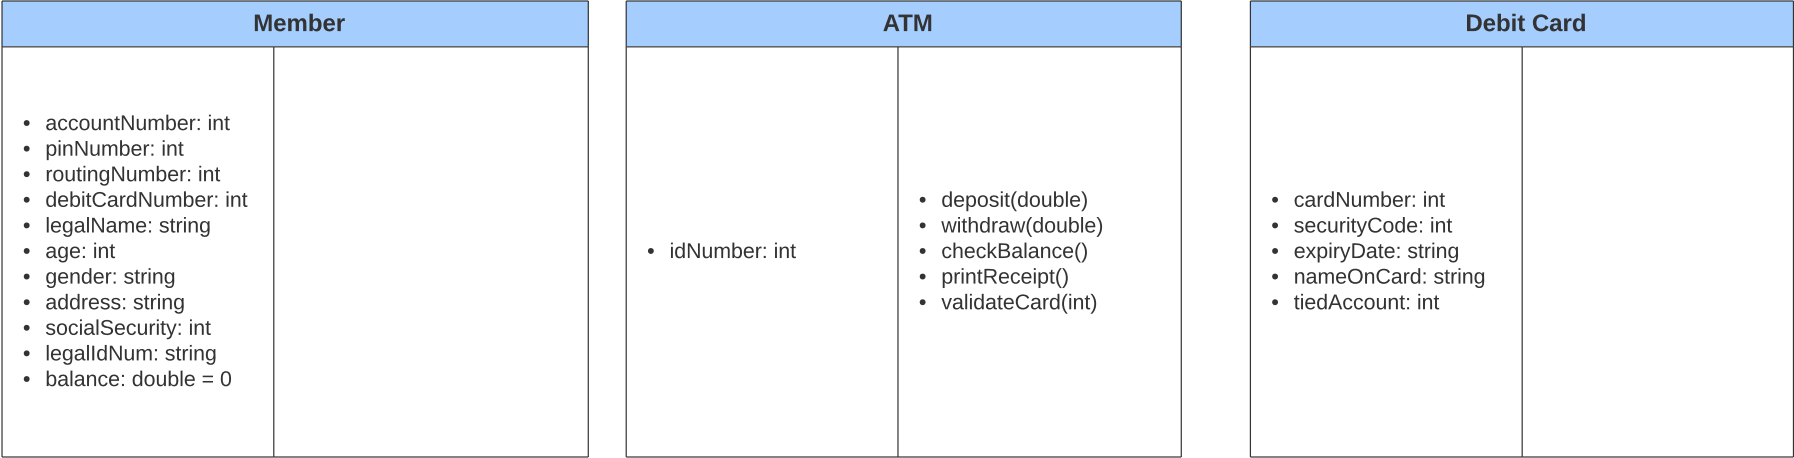 Member
• accountNumber: int
• pinNumber: int
• routingNumber: int
• debitCardNumber: int
• legalName: string
• age: int
• gender: string
• address: string
• socialSecurity: int
• legalIdNum: string
• balance: double = 0
ATM
• idNumber: int
• deposit(double)
• withdraw(double)
• checkBalance()
• printReceipt()
• validateCard(int)
Debit Card
• cardNumber: int
• securityCode: int
• expiryDate: string
• nameOnCard: string
• tiedAccount: int